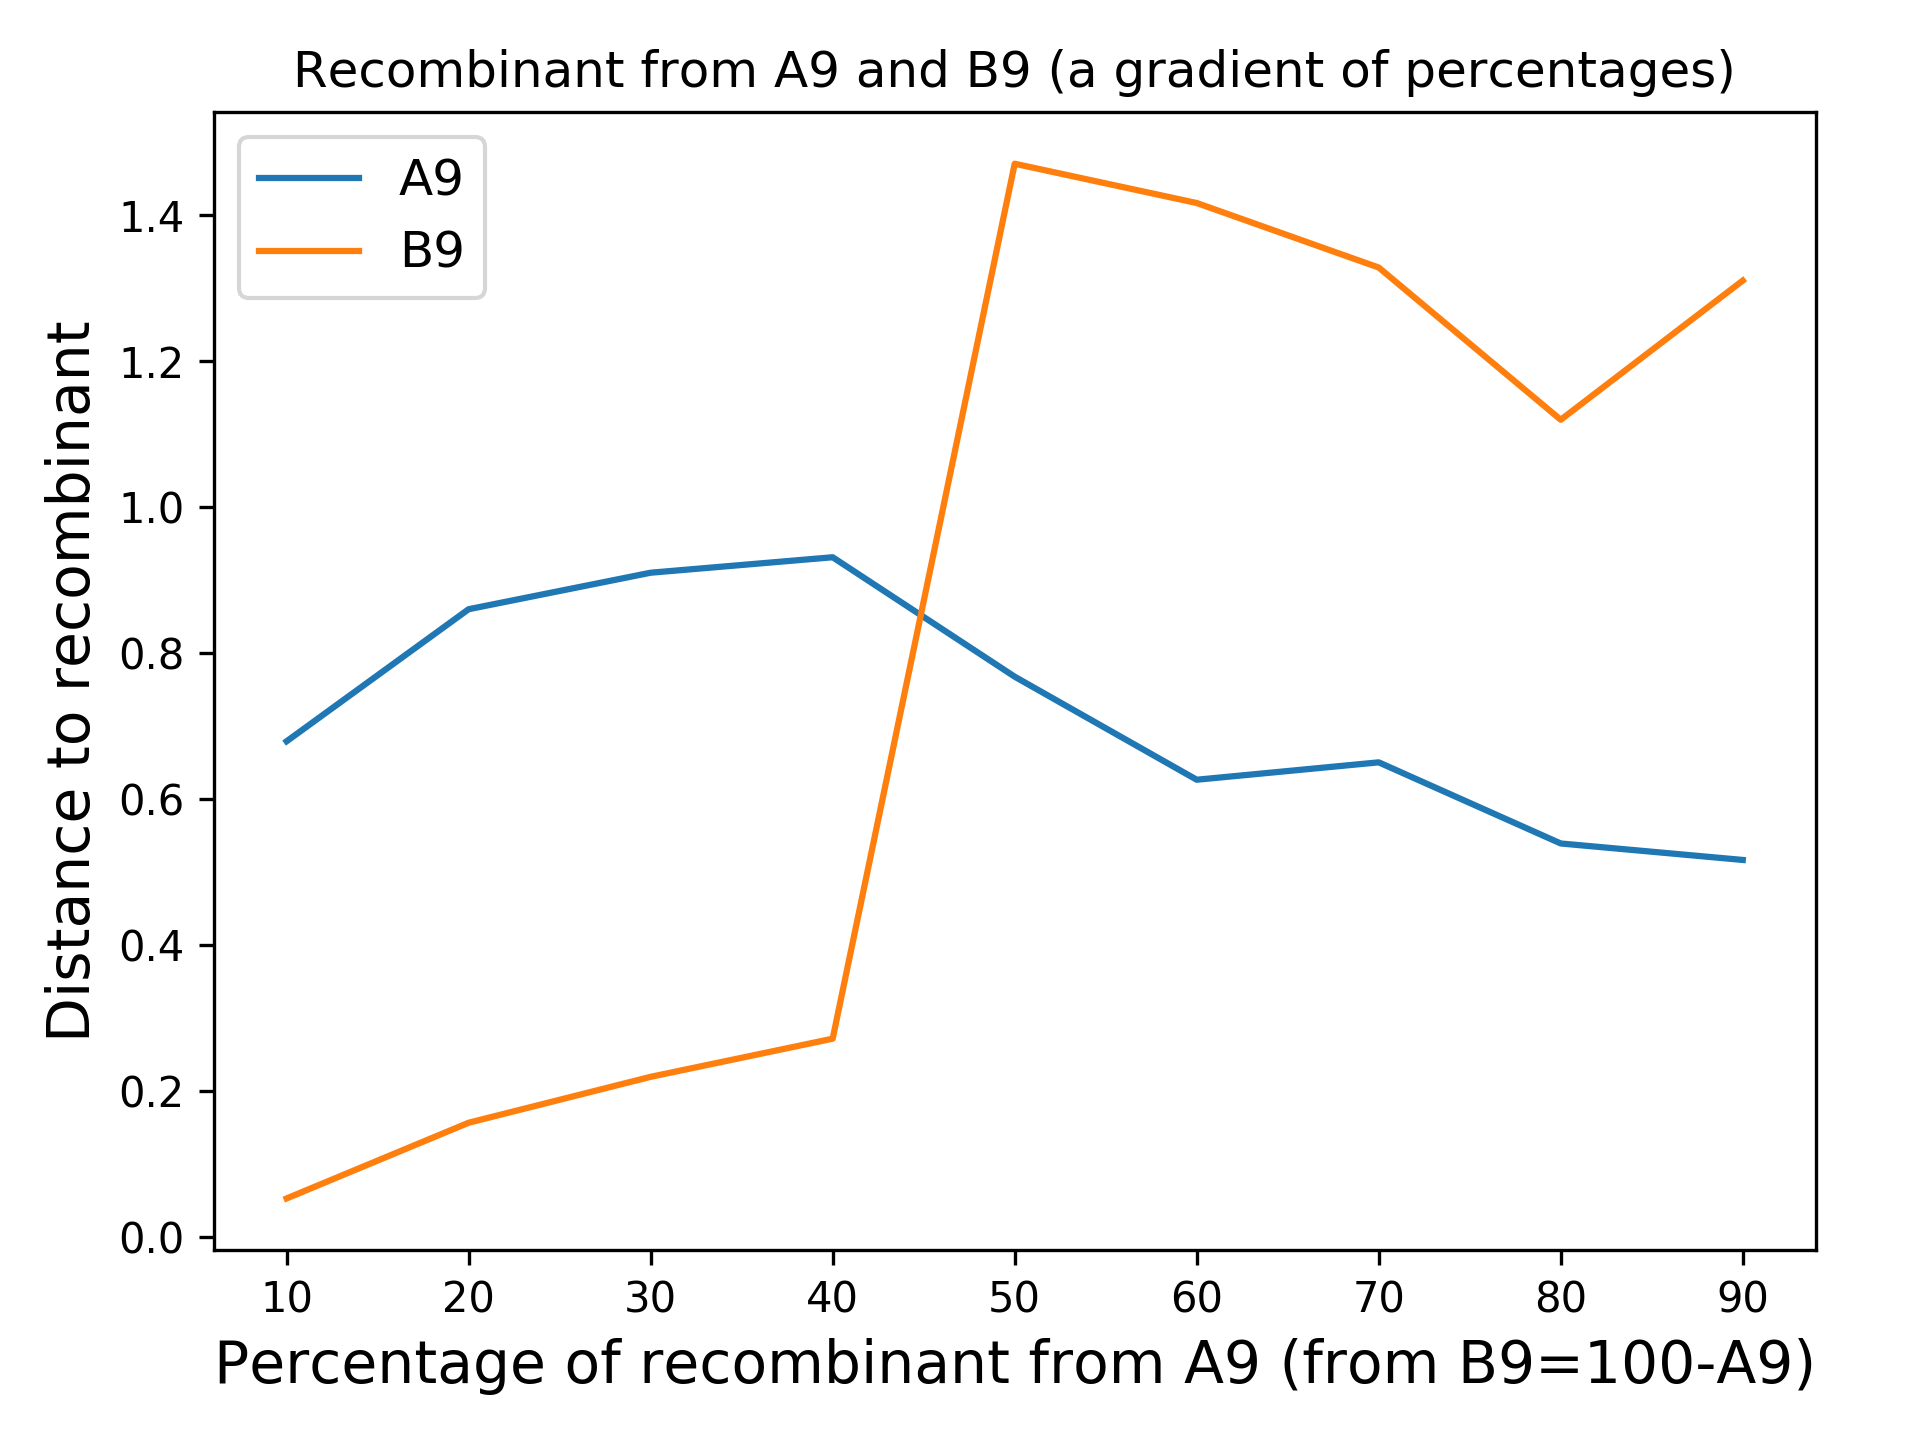 Recombinant from A9 and B9 (a gradient of percentages)
A9
B9
Distance to recombinant
1.4
1.2
1.0
0.8
0.6
0.4
0.2
0.0
10 20 30 40 50 60 70 80 90
Percentage of recombinant from A9 (from B9=100-A9)